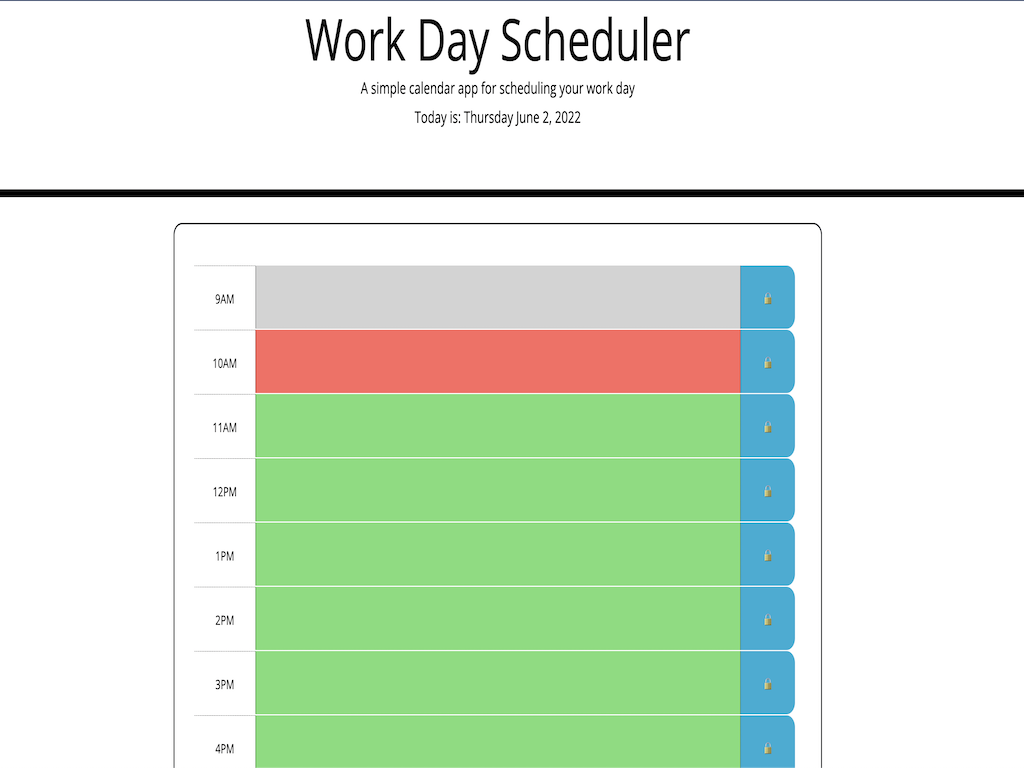 Work Day Scheduler
A simple calendar app for scheduling your work day
Today is: Thursday June 2, 2022
9AM
10AM
11AM
12PM
1PM
2PM
3PM
4PM